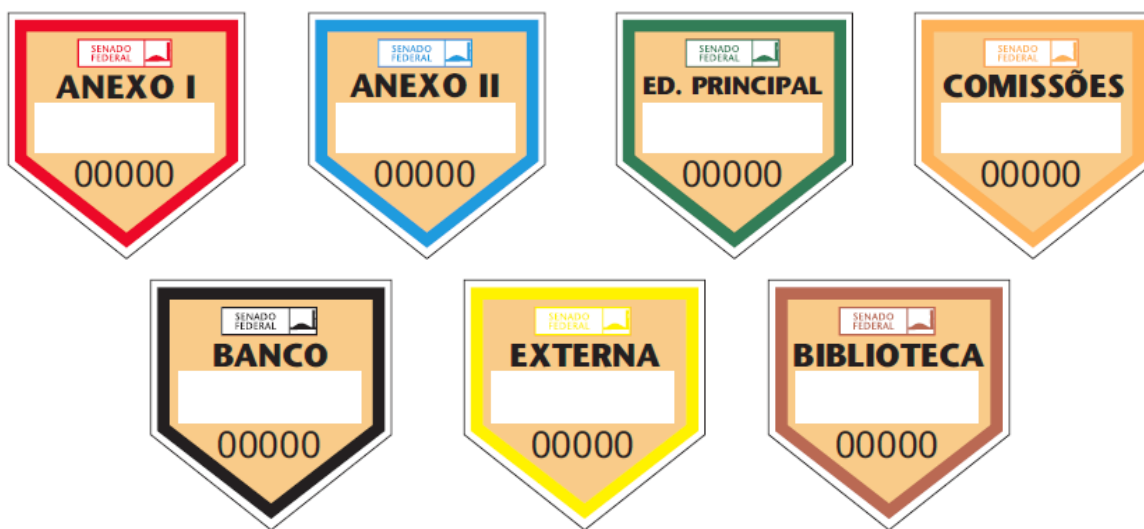 SENADO
FEDERAL
ANEXO I
00000
SENADO
FEDERAL
ANEXO II
00000
SENADO
FEDERAL
ED. PRINCIPAL
00000
SENADO
FEDERAL
COMISSÕES
00000
SENADO
FEDERAL
BANCO
00000
SENADO
FEDERAL
EXTERNA
00000
SENADO
FEDERAL
BIBLIOTECA
00000